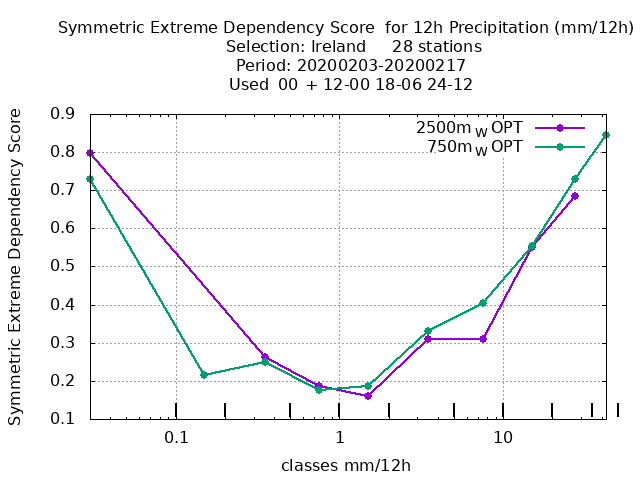 Symmetric Extreme Dependency Score  for 12h Precipitation (mm/12h)
Selection: Ireland     28 stations
Period: 20200203-20200217
Used  00 + 12-00 18-06 24-12
Symmetric Extreme Dependency Score
0.9
0.8
0.7
0.6
0.5
0.4
0.3
0.2
0.1
2500m W OPT
750m W OPT
0.1 1 10
classes mm/12h